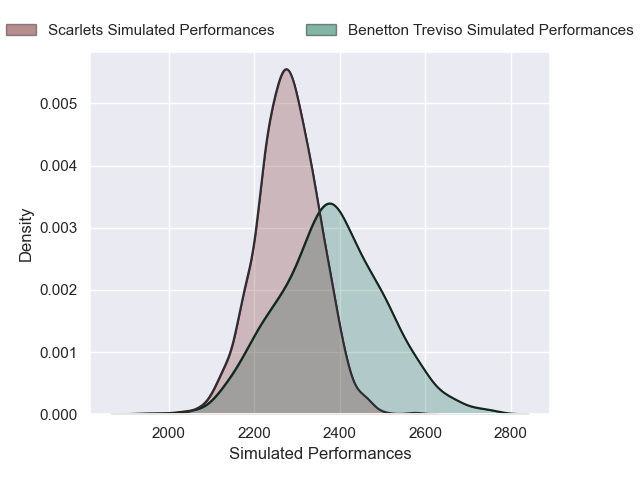 Scarlets Simulated Performances Benetton Treviso Simulated Performances
0.005
0.004
0.003
0.002
0.001
0.000
Density
2000 2200 2400 2600 2800
Simulated Performances